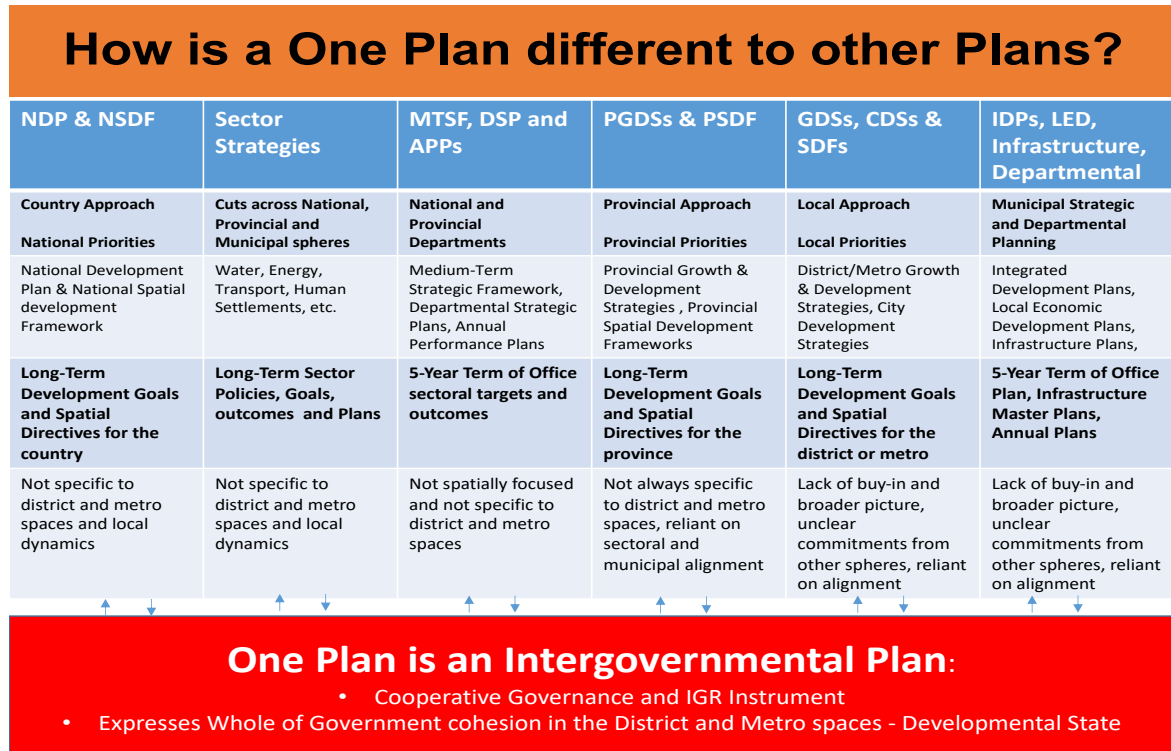 How is a One Plan different to other Plans?
NDP & NSDF
Sector
Strategies
MTSF, DSP and
APPs
PGDSs & PSDF
GDSs, CDSs &
SDFs
IDPs, LED,
Infrastructure,
Departmental
Country Approach
National Priorities
Cuts across National,
Provincial and
Municipal spheres
National and
Provincial
Departments
Provincial Approach
Provincial Priorities
Local Approach
Local Priorities
Municipal Strategic
and Departmental
Planning
National Development
Plan & National Spatial
development
Framework
Water, Energy,
Transport, Human
Settlements, etc.
Medium-Term
Strategic Framework,
Departmental Strategic
Plans, Annual
Performance Plans
Provincial Growth &
Development
Strategies , Provincial
Spatial Development
Frameworks
District/Metro Growth
& Development
Strategies, City
Development
Strategies
Integrated
Development Plans,
Local Economic
Development Plans,
Infrastructure Plans,
Long-Term
Development Goals
and Spatial
Directives for the
country
Long-Term Sector
Policies, Goals,
outcomes and Plans
5-Year Term of Office
sectoral targets and
outcomes
Long-Term
Development Goals
and Spatial
Directives for the
province
Long-Term
Development Goals
and Spatial
Directives for the
district or metro
5-Year Term of Office
Plan, Infrastructure
Master Plans,
Annual Plans
Not specific to
district and metro
spaces and local
dynamics
Not specific to
district and metro
spaces and local
dynamics
Not spatially focused
and not specific to
district and metro
spaces
Not always specific
to district and metro
spaces, reliant on
sectoral and
municipal alignment
Lack of buy-in and
broader picture,
unclear
commitments from
other spheres, reliant
on alignment
Lack of buy-in and
broader picture,
unclear
commitments from
other spheres, reliant
on alignment
One Plan is an Intergovernmental Plan:
• Cooperative Governance and IGR Instrument
• Expresses Whole of Government cohesion in the District and Metro spaces - Developmental State